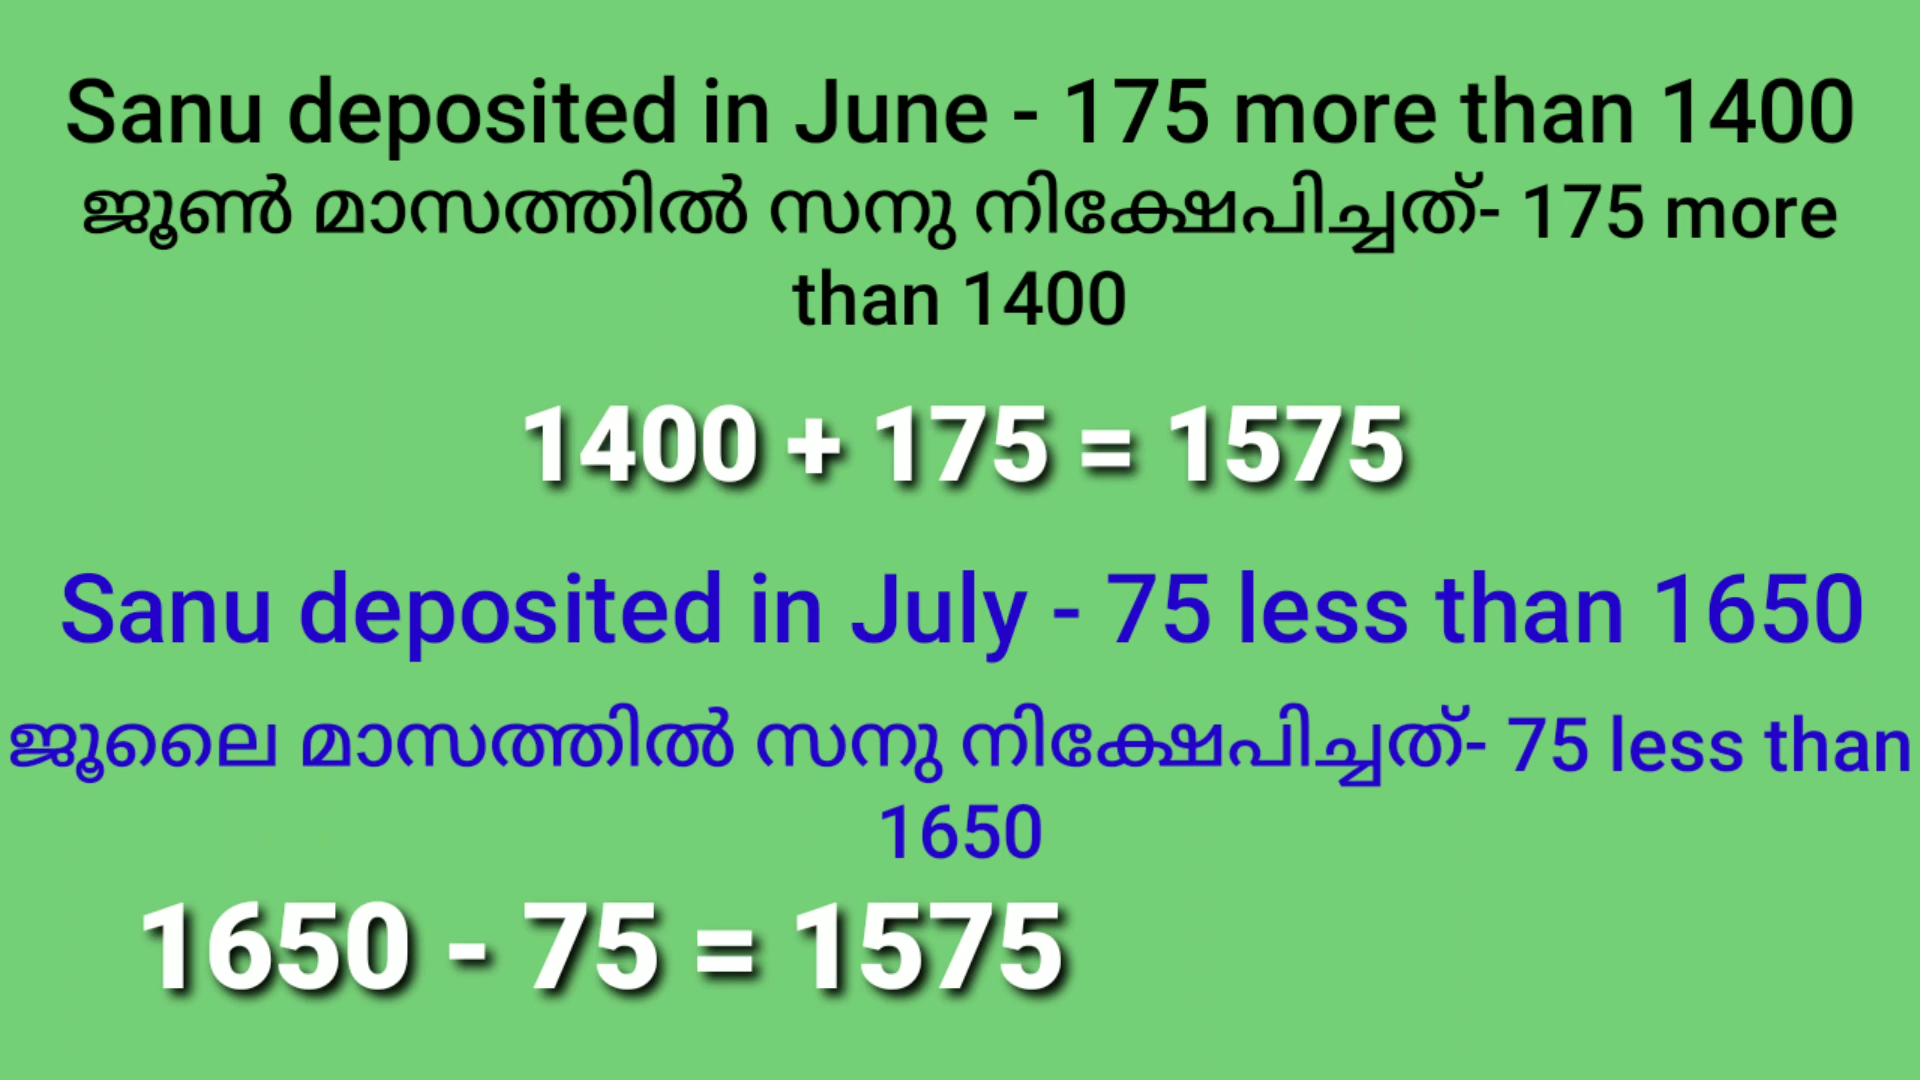 Sanu deposited in June - 175 more than 1400
ജൂൺ മാസത്തിൽ സനു നിക്ഷേപിച്ചത്- 175 more
than 1400
1400 + 175 = 1575
Sanu deposited in July - 75 less than 1650
ജൂലൈ മാസത്തിൽ സനു നിക്ഷേപിച്ചത്- 75 less than
1650
1650 - 75 = 1575